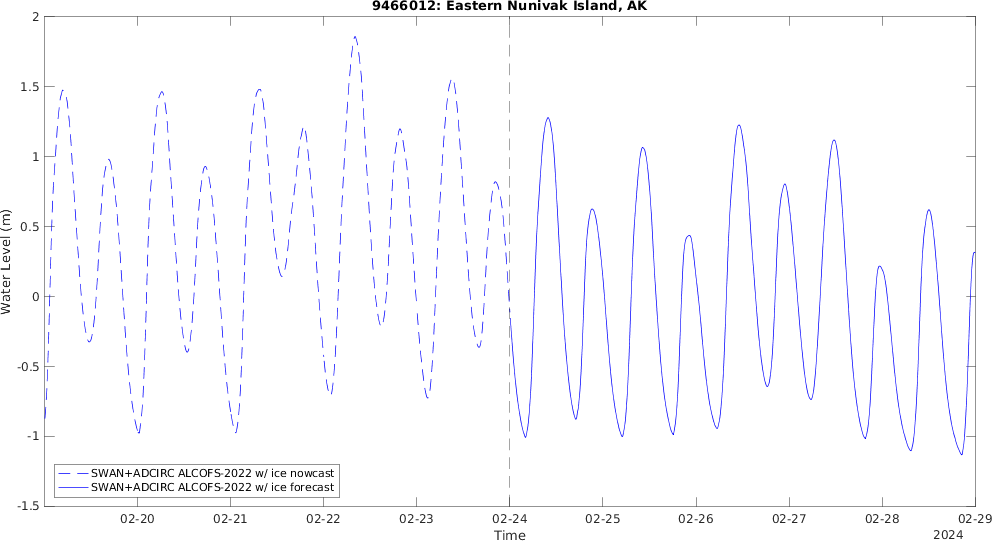 9466012: Eastern Nunivak Island, AK
2
1.5
1
0.5
0
-0.5
-1
-1.5
Water Level (m)
SWAN+ADCIRC ALCOFS-2022 w/ ice nowcast
SWAN+ADCIRC ALCOFS-2022 w/ ice forecast
02-20 02-21 02-22 02-23 02-24 02-25 02-26 02-27 02-28 02-29
Time
2024